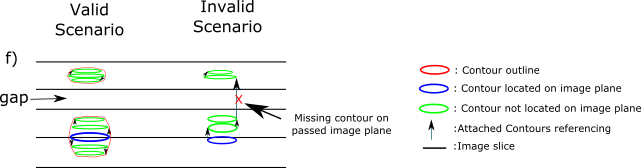 Valid
Scenario
Invalid
Scenario
f)
gap
X
Missing contour on
passed image plane
: Contour outline
: Contour located on image plane
: Contour not located on image plane
:Attached Contours referencing
:Image slice